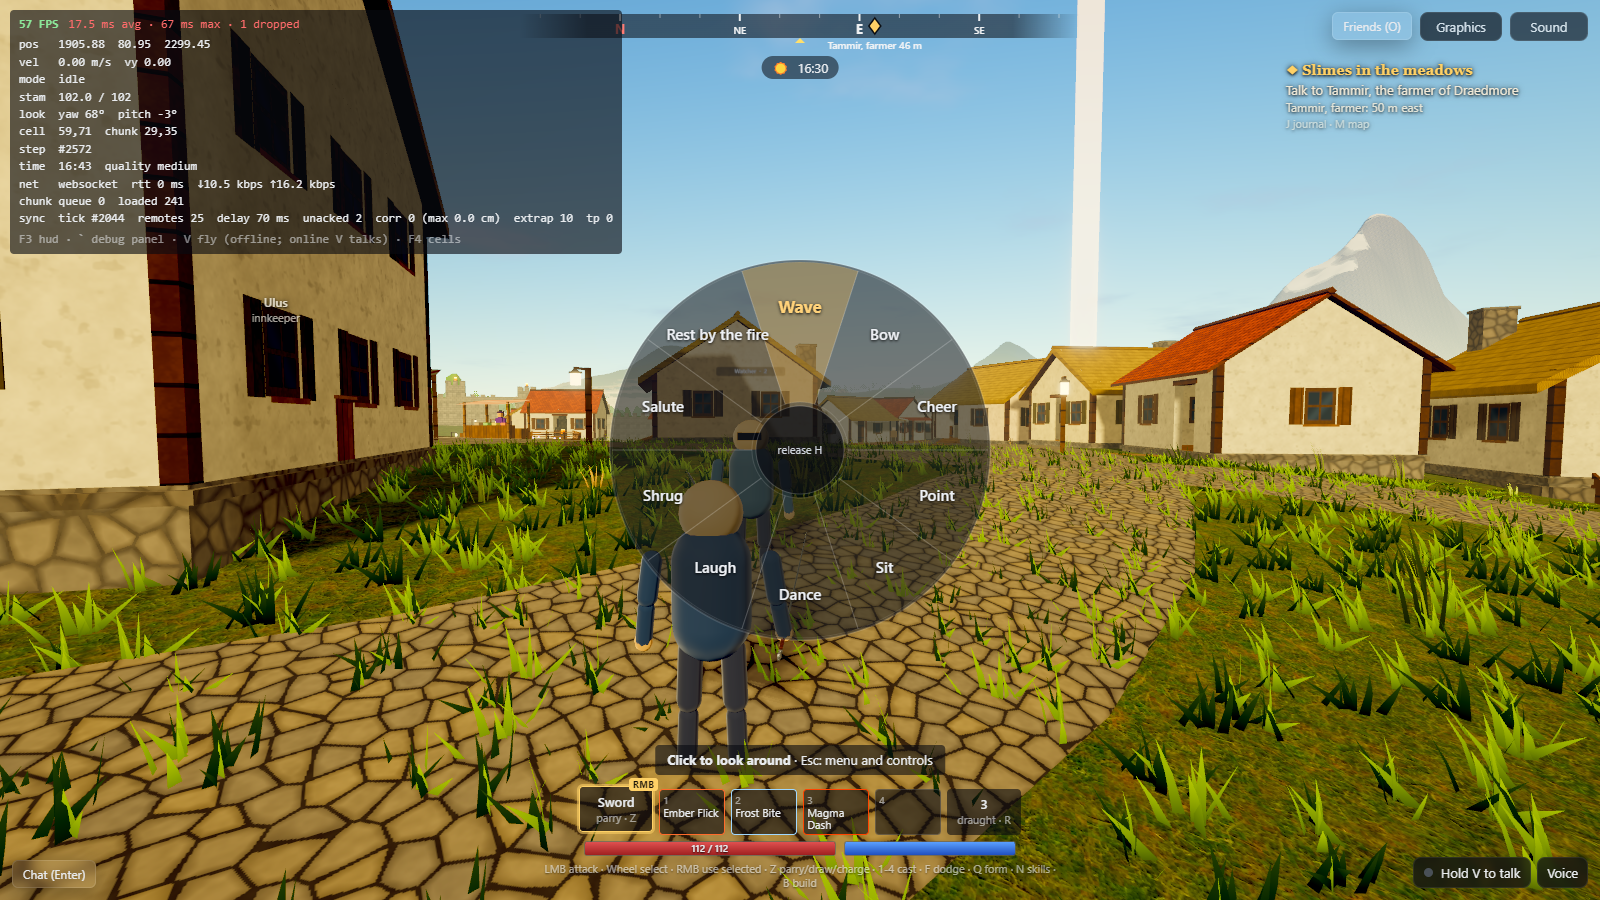 57 FPS 17.5 ms avg · 67 ms max · 1 dropped
pos 1905.88 80.95 2299.45
vel 0.00 m/s vy 0.00
mode idle
stam 102.0 / 102
look yaw 68° pitch -3°
cell 59,71 chunk 29,35
step #2572
time 16:43 quality medium
net websocket rtt 0 ms ↓10.5 kbps ↑16.2 kbps
chunk queue 0 loaded 241
sync tick #2044 remotes 25 delay 70 ms unacked 2 corr 0 (max 0.0 cm) extrap 10 tp 0
F3 hud · ` debug panel · V fly (offline; online V talks) · F4 cells
N NE E SE
Tammir, farmer 46 m
16:30
Friends (O) Graphics Sound
Slimes in the meadows
Talk to Tammir, the farmer of Draedmore
Tammir, farmer: 50 m east
J journal · M map
Ulus
innkeeper
Wave
Rest by the fire
Bow
Salute
Cheer
release H
Shrug
Point
Laugh
Sit
Dance
Click to look around · Esc: menu and controls
RMB
Sword
parry · Z
1
Ember Flick
2
Frost Bite
3
Magma
Dash
4
3
draught · R
112 / 112
LMB attack · Wheel select · RMB use selected · Z parry/draw/charge · 1-4 cast · F dodge · Q form · N skills ·
B build
Chat (Enter)
Hold V to talk
Voice